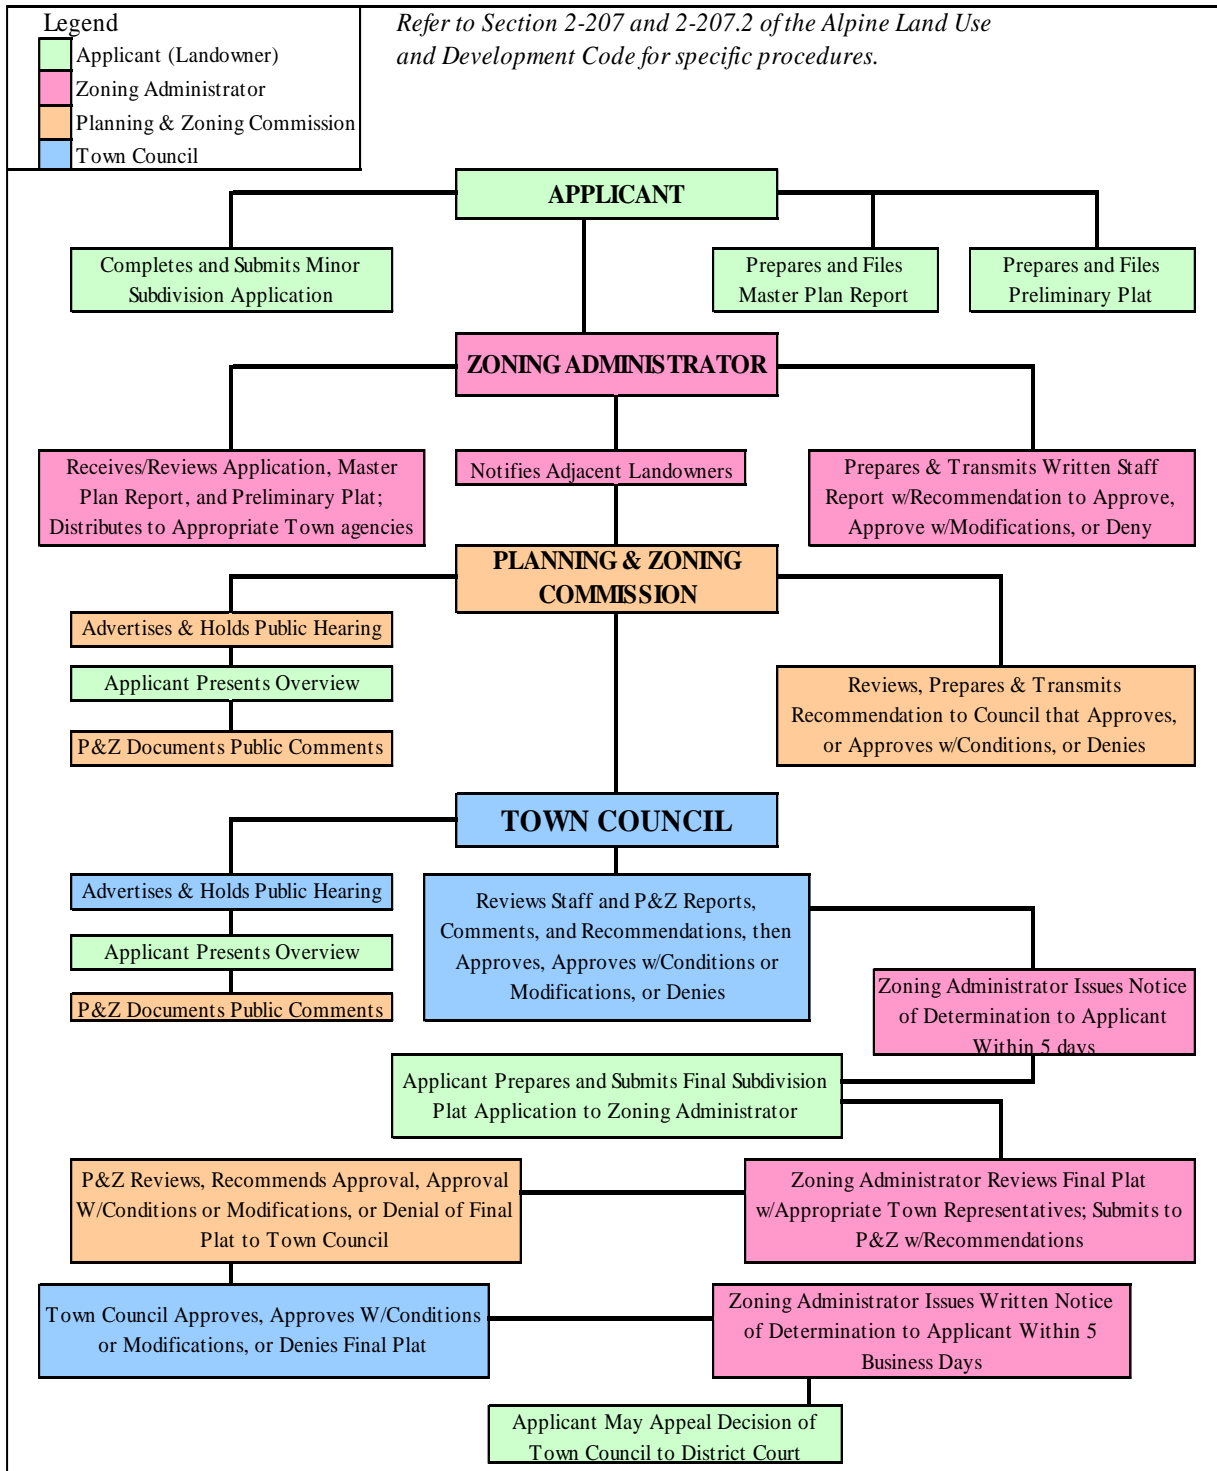 Legend
Applicant (Landowner)
Zoning Administrator
Planning & Zoning Commission
Town Council
Refer to Section 2-207 and 2-207.2 of the Alpine Land Use
and Development Code for specific procedures.
APPLICANT
Completes and Submits Minor
Subdivision Application
Prepares and Files
Master Plan Report
Prepares and Files
Preliminary Plat
ZONING ADMINISTRATOR
Receives/Reviews Application, Master
Plan Report, and Preliminary Plat;
Distributes to Appropriate Town agencies
Notifies Adjacent Landowners
Prepares & Transmits Written Staff
Report w/Recommendation to Approve,
Approve w/Modifications, or Deny
PLANNING & ZONING
COMMISSION
Advertises & Holds Public Hearing
Applicant Presents Overview
P&Z Documents Public Comments
Reviews, Prepares & Transmits
Recommendation to Council that Approves,
or Approves w/Conditions, or Denies
TOWN COUNCIL
Advertises & Holds Public Hearing
Applicant Presents Overview
P&Z Documents Public Comments
Reviews Staff and P&Z Reports,
Comments, and Recommendations, then
Approves, Approves w/Conditions or
Modifications, or Denies
Zoning Administrator Issues Notice
of Determination to Applicant
Within 5 days
Applicant Prepares and Submits Final Subdivision
Plat Application to Zoning Administrator
P&Z Reviews, Recommends Approval, Approval
W/Conditions or Modifications, or Denial of Final
Plat to Town Council
Zoning Administrator Reviews Final Plat
w/Appropriate Town Representatives; Submits to
P&Z w/Recommendations
Town Council Approves, Approves W/Conditions
or Modifications, or Denies Final Plat
Zoning Administrator Issues Written Notice
of Determination to Applicant Within 5
Business Days
Applicant May Appeal Decision of
Town Council to District Court